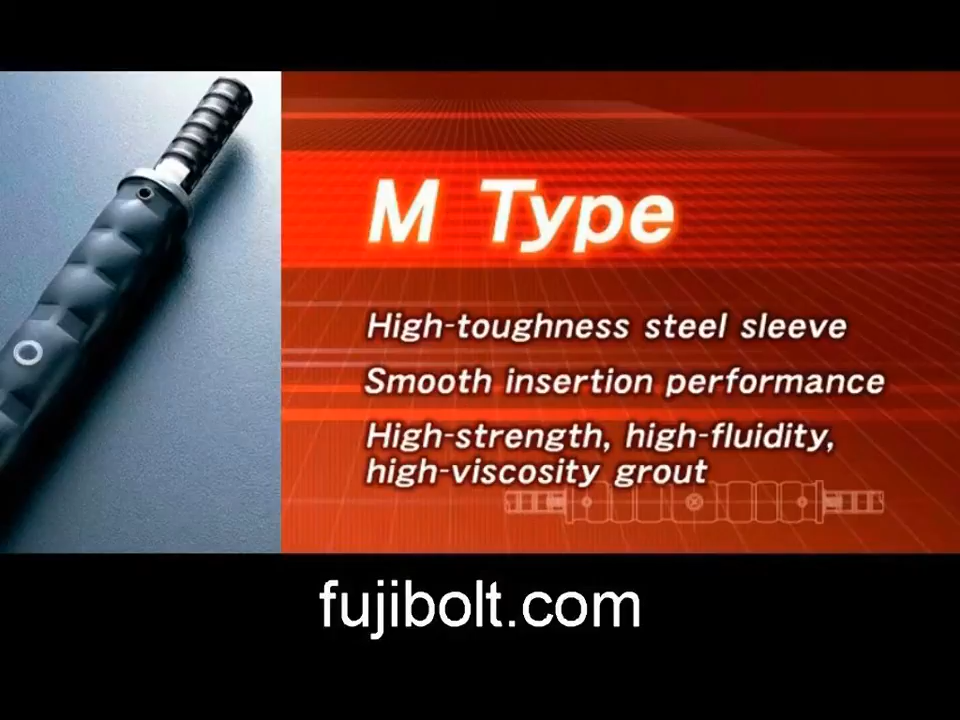 M Type
High-toughness steel sleeve
Smooth insertion performance
High-strength, high-fluidity,
high-viscosity grout
fujibolt.com